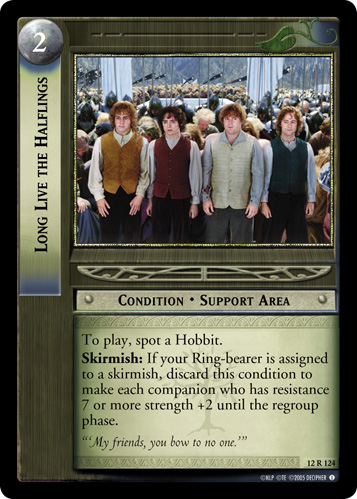 2
Long Live the Halflings
Condition • Support Area
To play, spot a Hobbit.
Skirmish: If your Ring-bearer is assigned
to a skirmish, discard this condition to
make each companion who has resistance
7 or more strength +2 until the regroup
phase.
“‘My friends, you bow to no one.’”
12 R 124
©NLP ©TE ©2005 DECIPHER